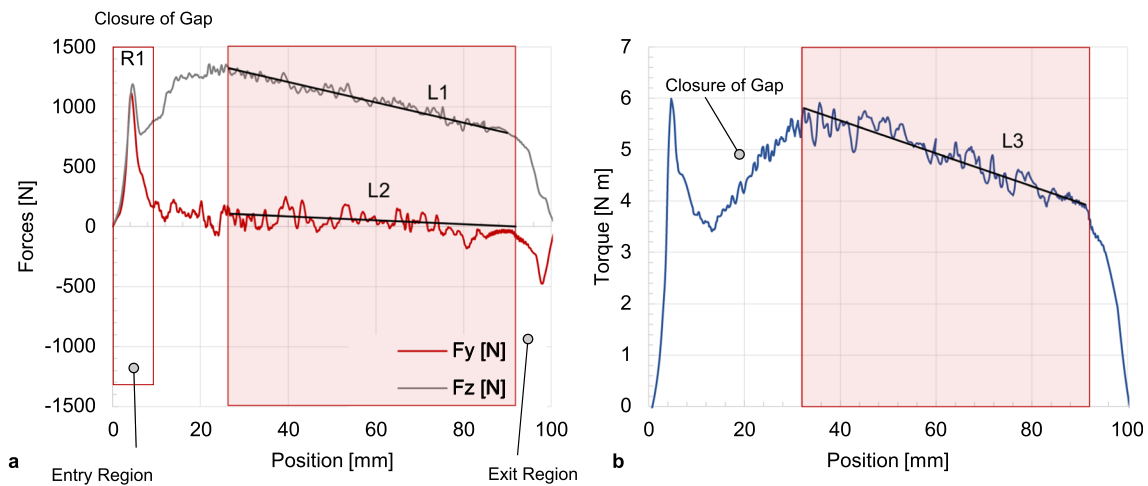 Closure of Gap
1500
1000
500
0
-500
-1000
-1500
Forces [N]
R1
L1
L2
Fy [N]
Fz [N]
0 20 40 60 80 100
Position [mm]
Entry Region
Exit Region
a
7
6
5
4
3
2
1
0
Torque [N m]
Closure of Gap
L3
0 20 40 60 80 100
Position [mm]
b